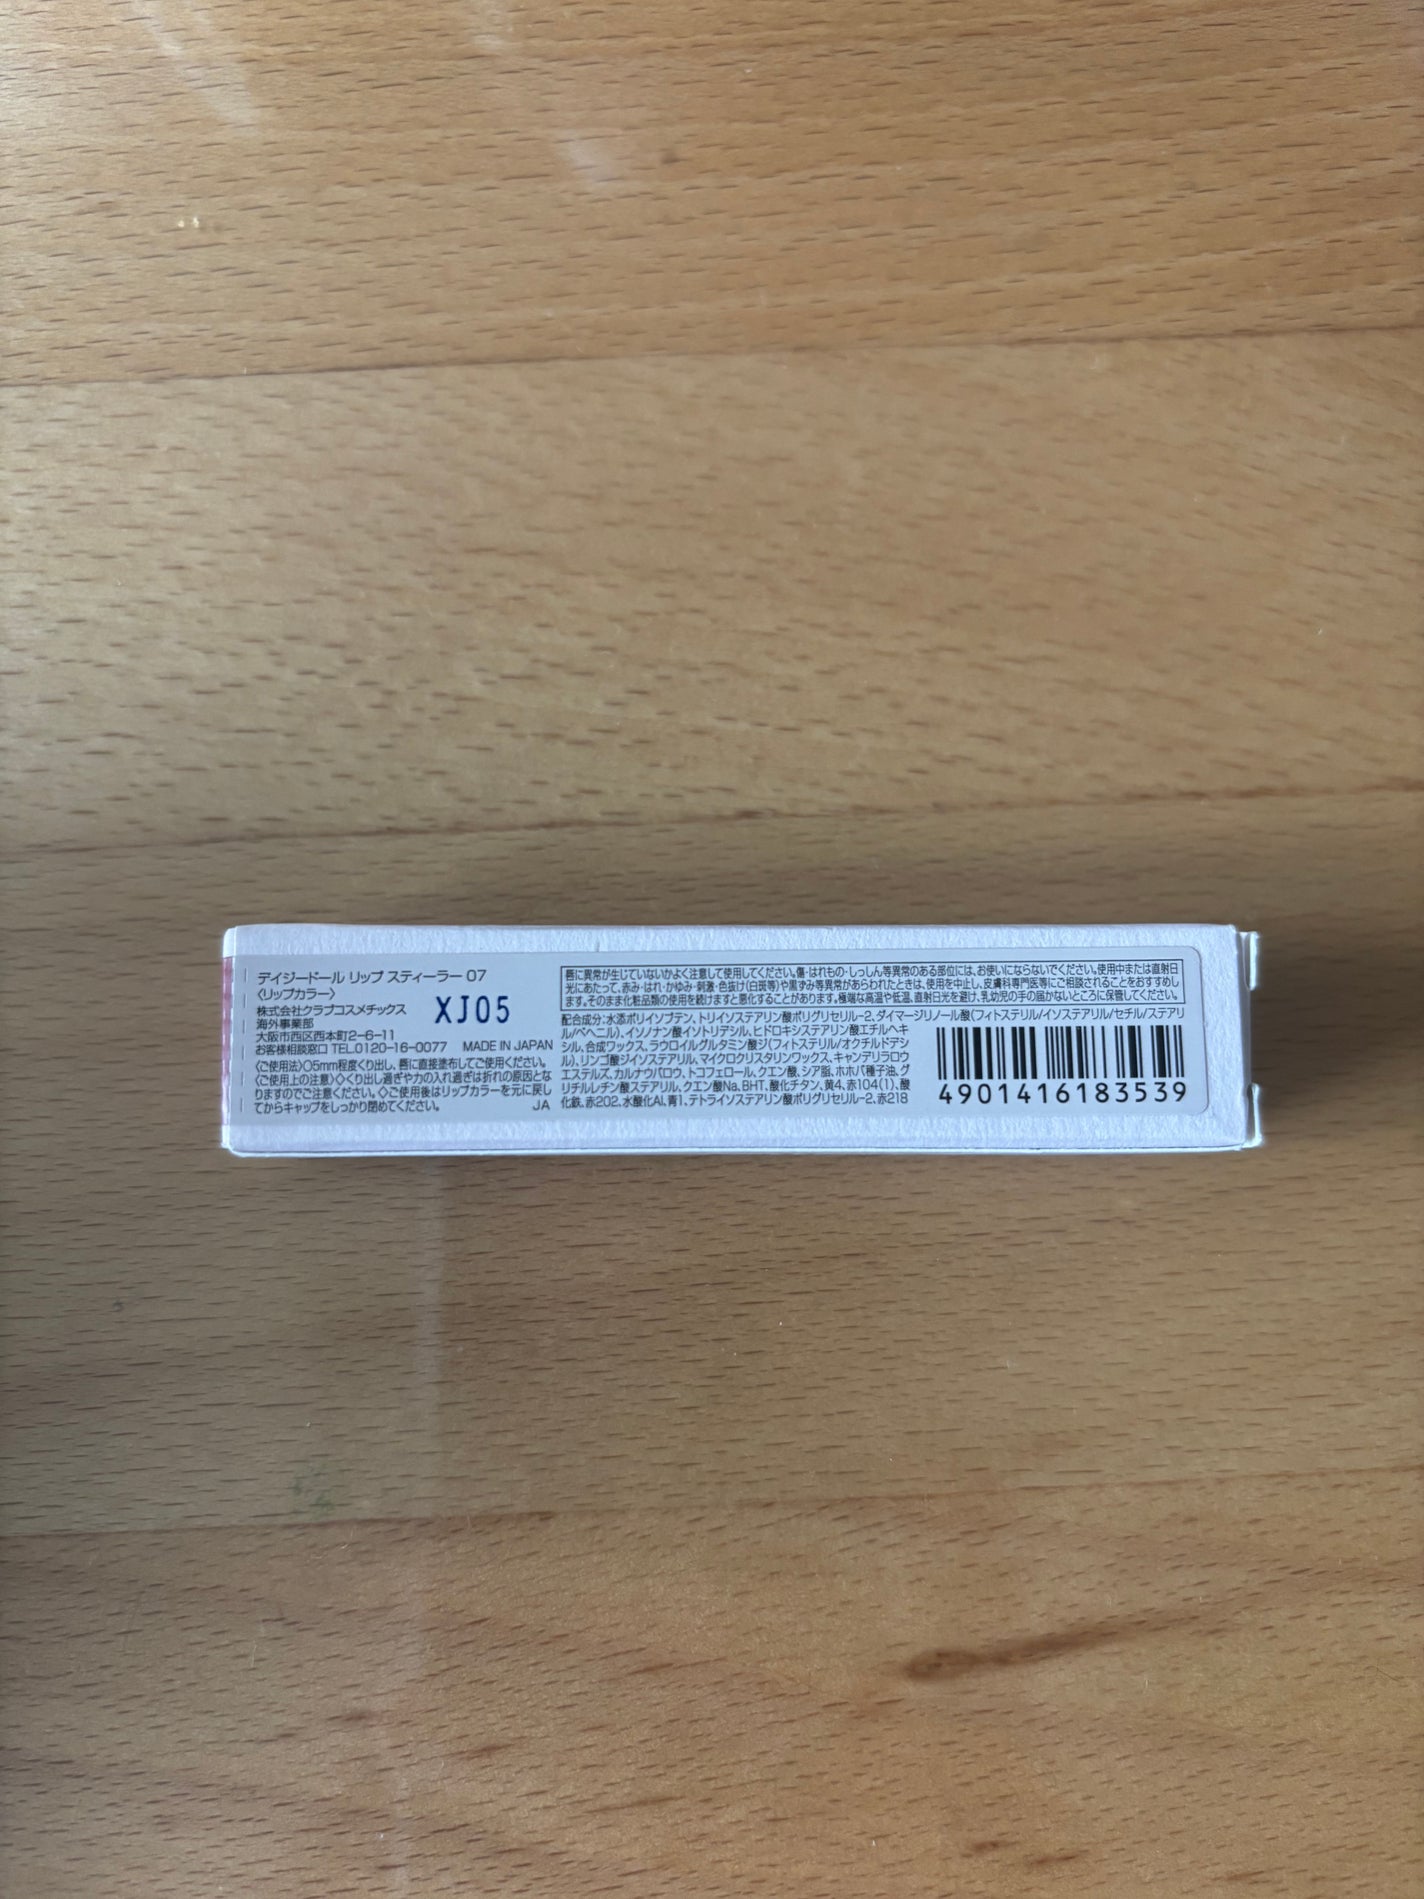 デイジードール リップ スティーラー 07
〈リップカラー〉
株式会社クラブコスメチックス
海外事業部
大阪市西区西本町2-6-11
お客様相談窓口 TEL.0120-16-0077 MADE IN JAPAN
XJ05
〈ご使用法〉○5mm程度くり出し、唇に直接塗布してご使用ください。
〈ご使用上の注意〉◇くり出し過ぎや力の入れ過ぎは折れの原因とな
りますのでご注意ください。◇ご使用後はリップカラーを元に戻し
てからキャップをしっかり閉めてください。 JA
唇に異常が生じていないかよく注意して使用してください。傷・はれもの・しっしん等異常のある部位には、お使いにならないでください。使用中または直射日
光にあたって、赤み・はれ・かゆみ・刺激・色抜け(白斑等)や黒ずみ等異常があらわれたときは、使用を中止し、皮膚科専門医等にご相談されることをおすすめし
ます。そのまま化粧品類の使用を続けますと悪化することがあります。極端な高温や低温、直射日光を避け、乳幼児の手の届かないところに保管してください。
配合成分:水添ポリイソブテン、トリイソステアリン酸ポリグリセリル-2、ダイマージリノール酸(フィトステリル/イソステアリル/セチル/ステアリ
ル/ベヘニル)、イソノナン酸イソトリデシル、ヒドロキシステアリン酸エチルヘキ
シル、合成ワックス、ラウロイルグルタミン酸ジ(フィトステリル/オクチルドデシ
ル)、リンゴ酸ジイソステアリル、マイクロクリスタリンワックス、キャンデリラロウ
エステルズ、カルナウバロウ、トコフェロール、クエン酸、シア脂、ホホバ種子油、グ
リチルレチン酸ステアリル、クエン酸Na、BHT、酸化チタン、黄4、赤104(1)、酸
化鉄、赤202、水酸化Al、青1、テトライソステアリン酸ポリグリセリル-2、赤218
4901416183539